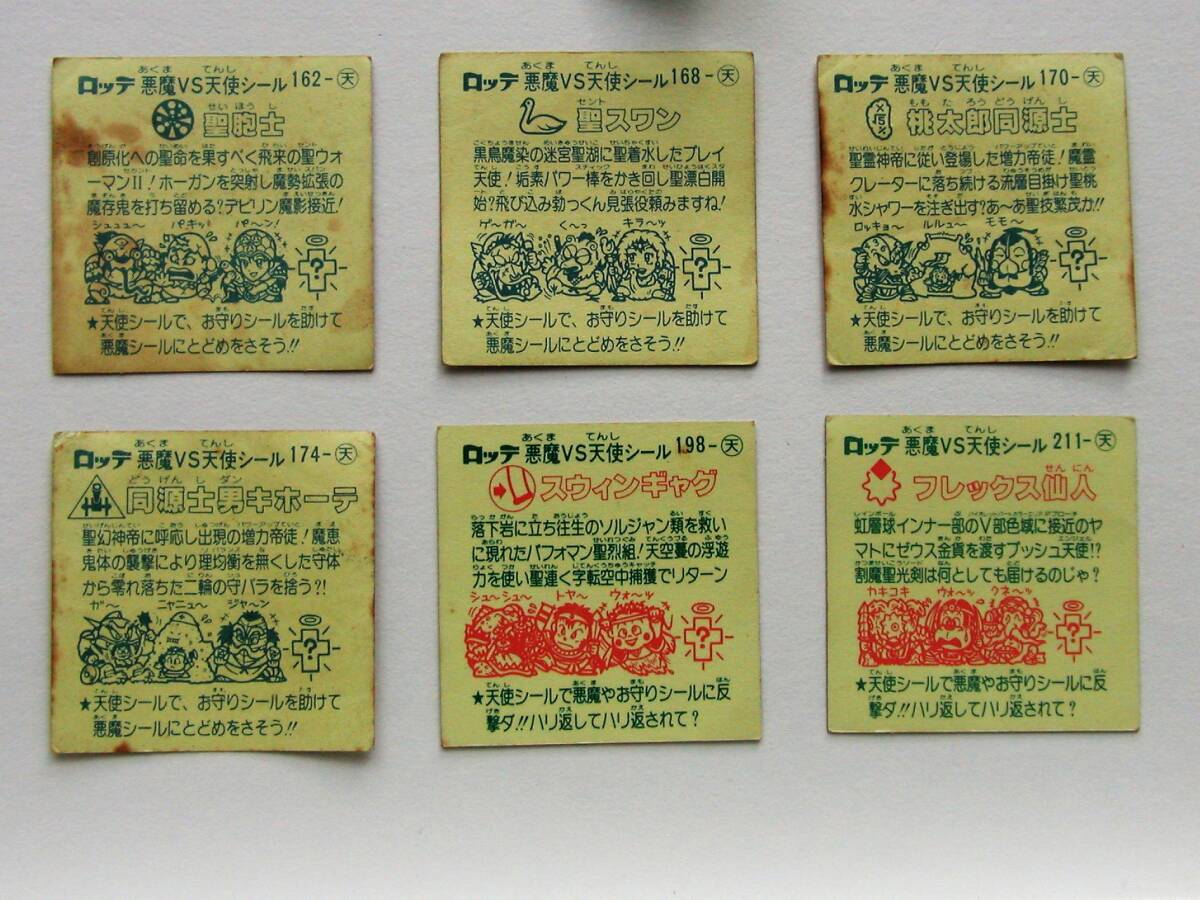 ロッテ 悪魔VS天使シール 162-天
聖胞士
創原化への聖命を果すべく飛来の聖ウォ
ーマンII!ホーガンを突射し魔勢拡張の
魔存鬼を打ち留める?デビリン魔影接近!
シュュュ〜 パキッ! パ〜ン!
?
★天使シールで、お守りシールを助けて
悪魔シールにとどめをさそう!!
ロッテ 悪魔VS天使シール 168-天
聖スワン
黒鳥魔染の迷宮聖湖に聖着水したプレイ
天使!垢素パワー棒をかき回し聖漂白開
始?飛び込み勃っくん見張役頼みますね!
ゲ〜ガ〜 く〜っ キラ〜ッ
?
★天使シールで、お守りシールを助けて
悪魔シールにとどめをさそう!!
ロッテ 悪魔VS天使シール 170-天
桃太郎同源士
聖霊神帝に従い登場した増力帝徒!魔霊
クレーターに落ち続ける流層目掛け聖桃
水シャワーを注ぎ出す?あ〜あ聖技繁茂力!!
ロッキョ〜 ルルュ〜 モモ〜
?
★天使シールで、お守りシールを助けて
悪魔シールにとどめをさそう!!
ロッテ 悪魔VS天使シール 174-天
同源士男キホーテ
聖幻神帝に呼応し出現の増力帝徒!魔恵
鬼体の襲撃により理均衡を無くした守体
から零れ落ちた二輪の守バラを拾う?!
ガ〜 ニャニュ〜 ジャ〜ン
?
★天使シールで、お守りシールを助けて
悪魔シールにとどめをさそう!!
ロッテ 悪魔VS天使シール 198-天
スウィンギャグ
落下岩に立ち往生のソルジャン類を救い
に現れたパフォマン聖烈組!天空蔓の浮遊
力を使い聖連く字転空中捕獲でリターン
シュ〜シュ〜 トヤ〜 ウォ〜ッ
?
★天使シールで悪魔やお守りシールに反
撃ダ!!ハリ返してハリ返されて?
ロッテ 悪魔VS天使シール 211-天
フレックス仙人
虹層球インナー部のV部色域に接近のヤ
マトにゼウス金貨を渡すプッシュ天使!?
割魔聖光剣は何としても届けるのじゃ?
カキコキ ウォ〜ッ クネ〜ッ
?
★天使シールで悪魔やお守りシールに反
撃ダ!!ハリ返してハリ返されて?